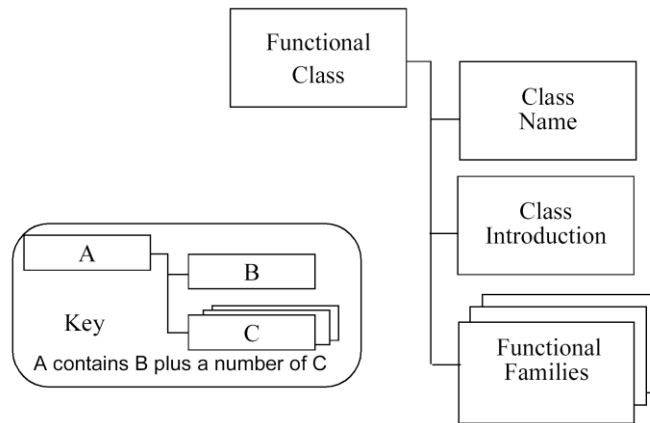 Functional
Class
Class
Name
Class
Introduction
Functional
Families
A
B
C
Key
A contains B plus a number of C